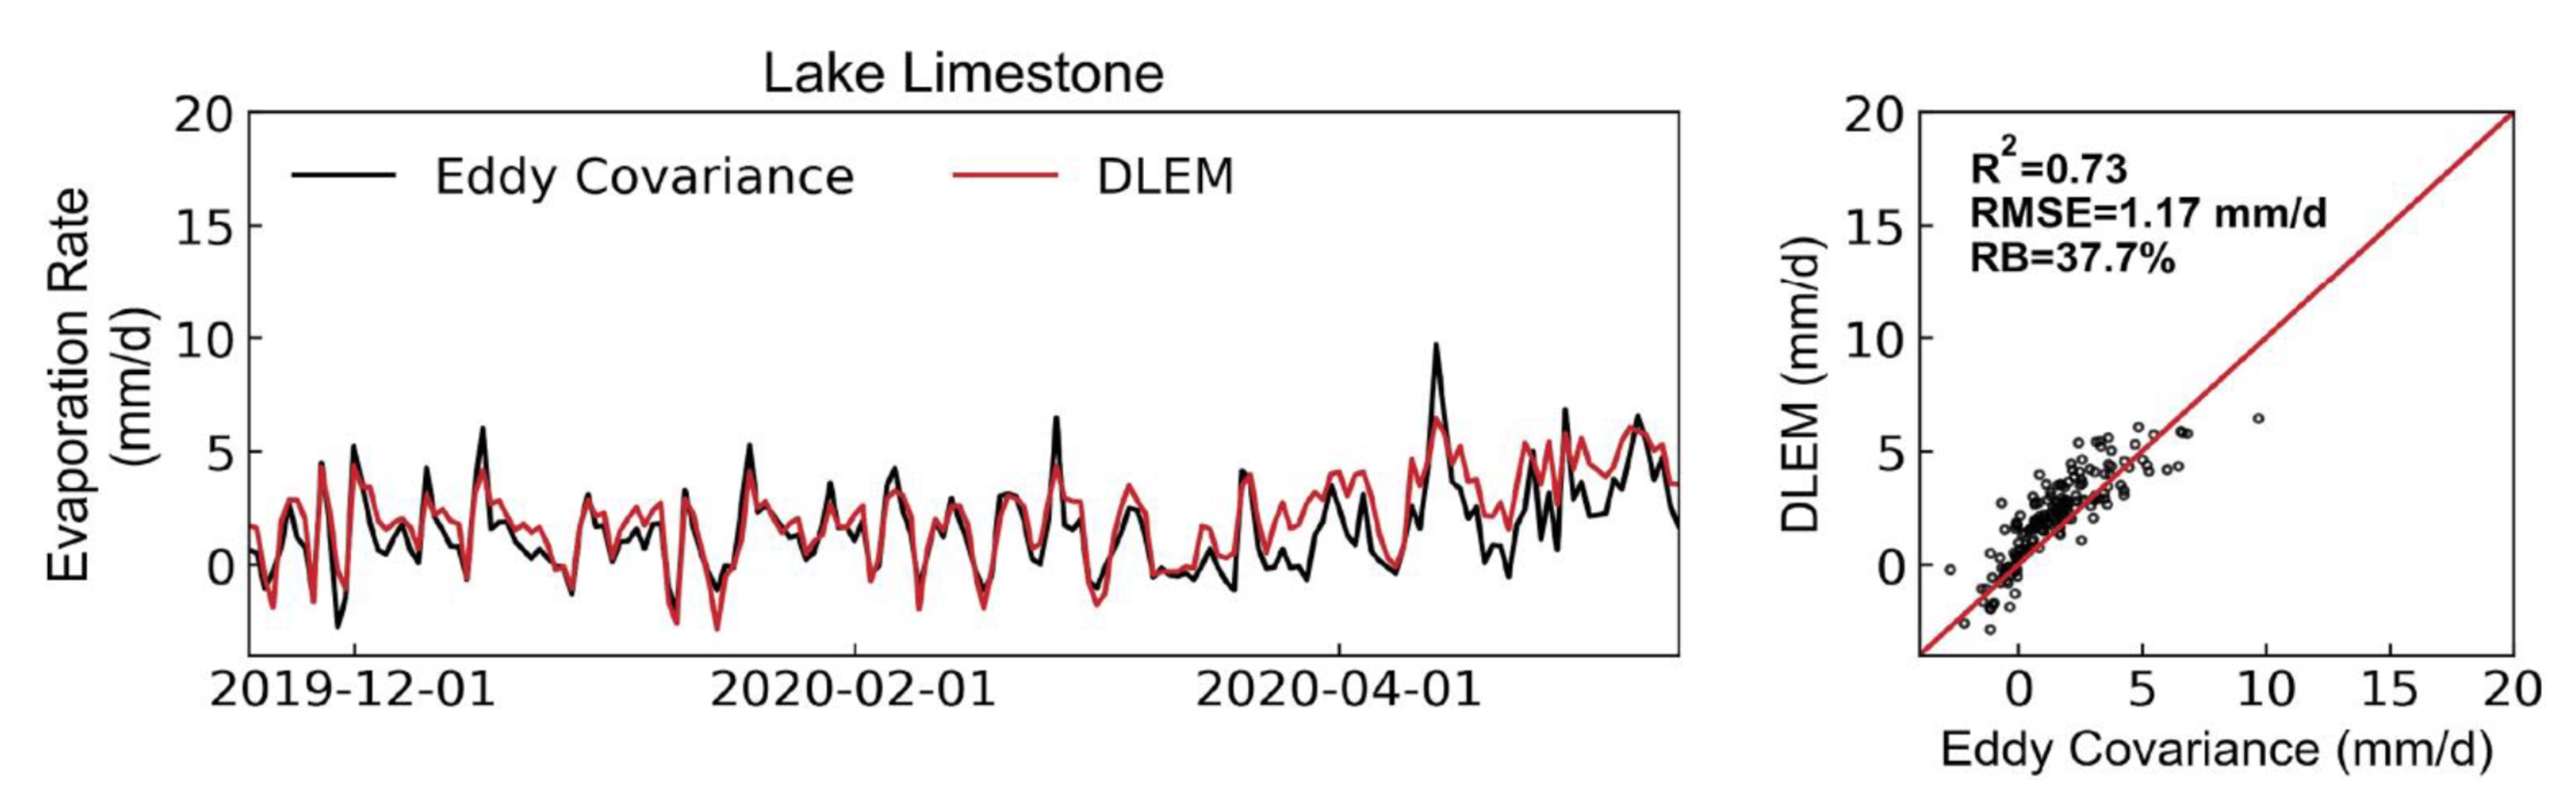 Lake Limestone
Evaporation Rate
(mm/d)
20
15
10
5
0
Eddy Covariance
DLEM
2019-12-01
2020-02-01
2020-04-01
DLEM (mm/d)
20
15
10
5
0
R²=0.73
RMSE=1.17 mm/d
RB=37.7%
0
5
10
15
20
Eddy Covariance (mm/d)